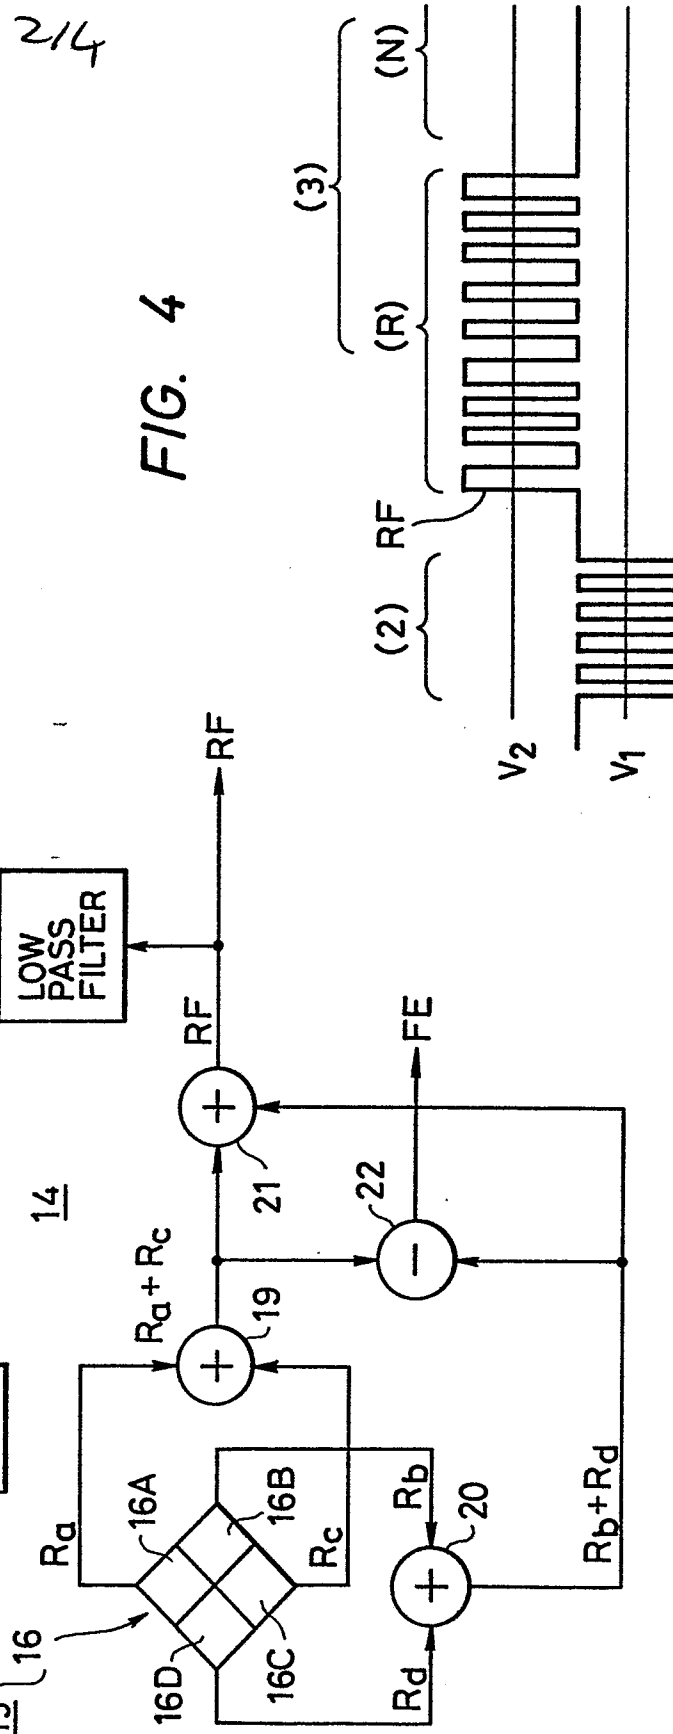 2/4
FIG. 4
(3)
(N)
(R)
(2)
RF
V2
V1
14
LOW
PASS
FILTER
RF
RF
21
FE
22
Ra+Rc
19
Ra
16A
16B
Rc
Rb
20
Rb+Rd
16
16D
16C
Rd